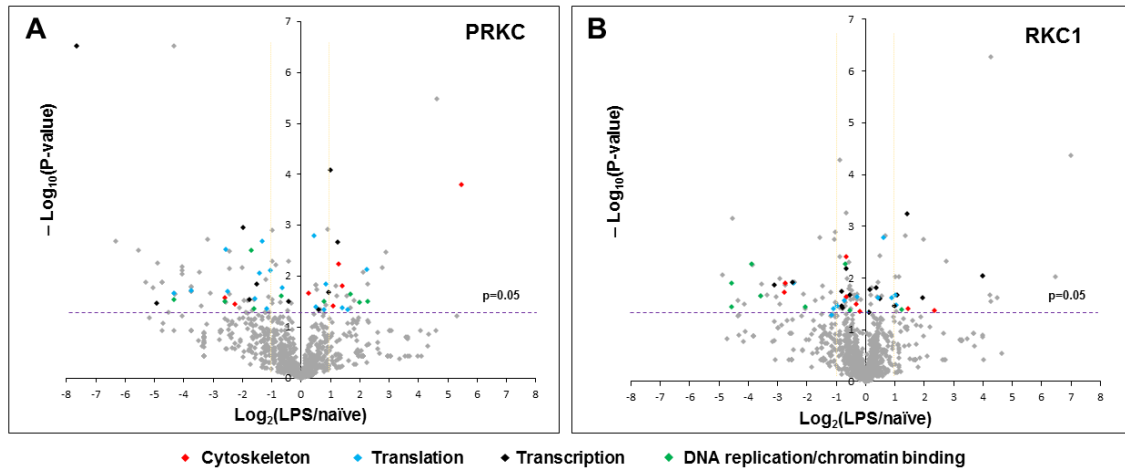 A
PRKC
7
6
5
4
3
2
1
0
– Log10(P-value)
p=0.05
-8 -7 -6 -5 -4 -3 -2 -1 0 1 2 3 4 5 6 7 8
Log2(LPS/naïve)
B
RKC1
7
6
5
4
3
2
1
0
– Log10(P-value)
p=0.05
-8 -7 -6 -5 -4 -3 -2 -1 0 1 2 3 4 5 6 7 8
Log2(LPS/naïve)
Cytoskeleton Translation Transcription DNA replication/chromatin binding